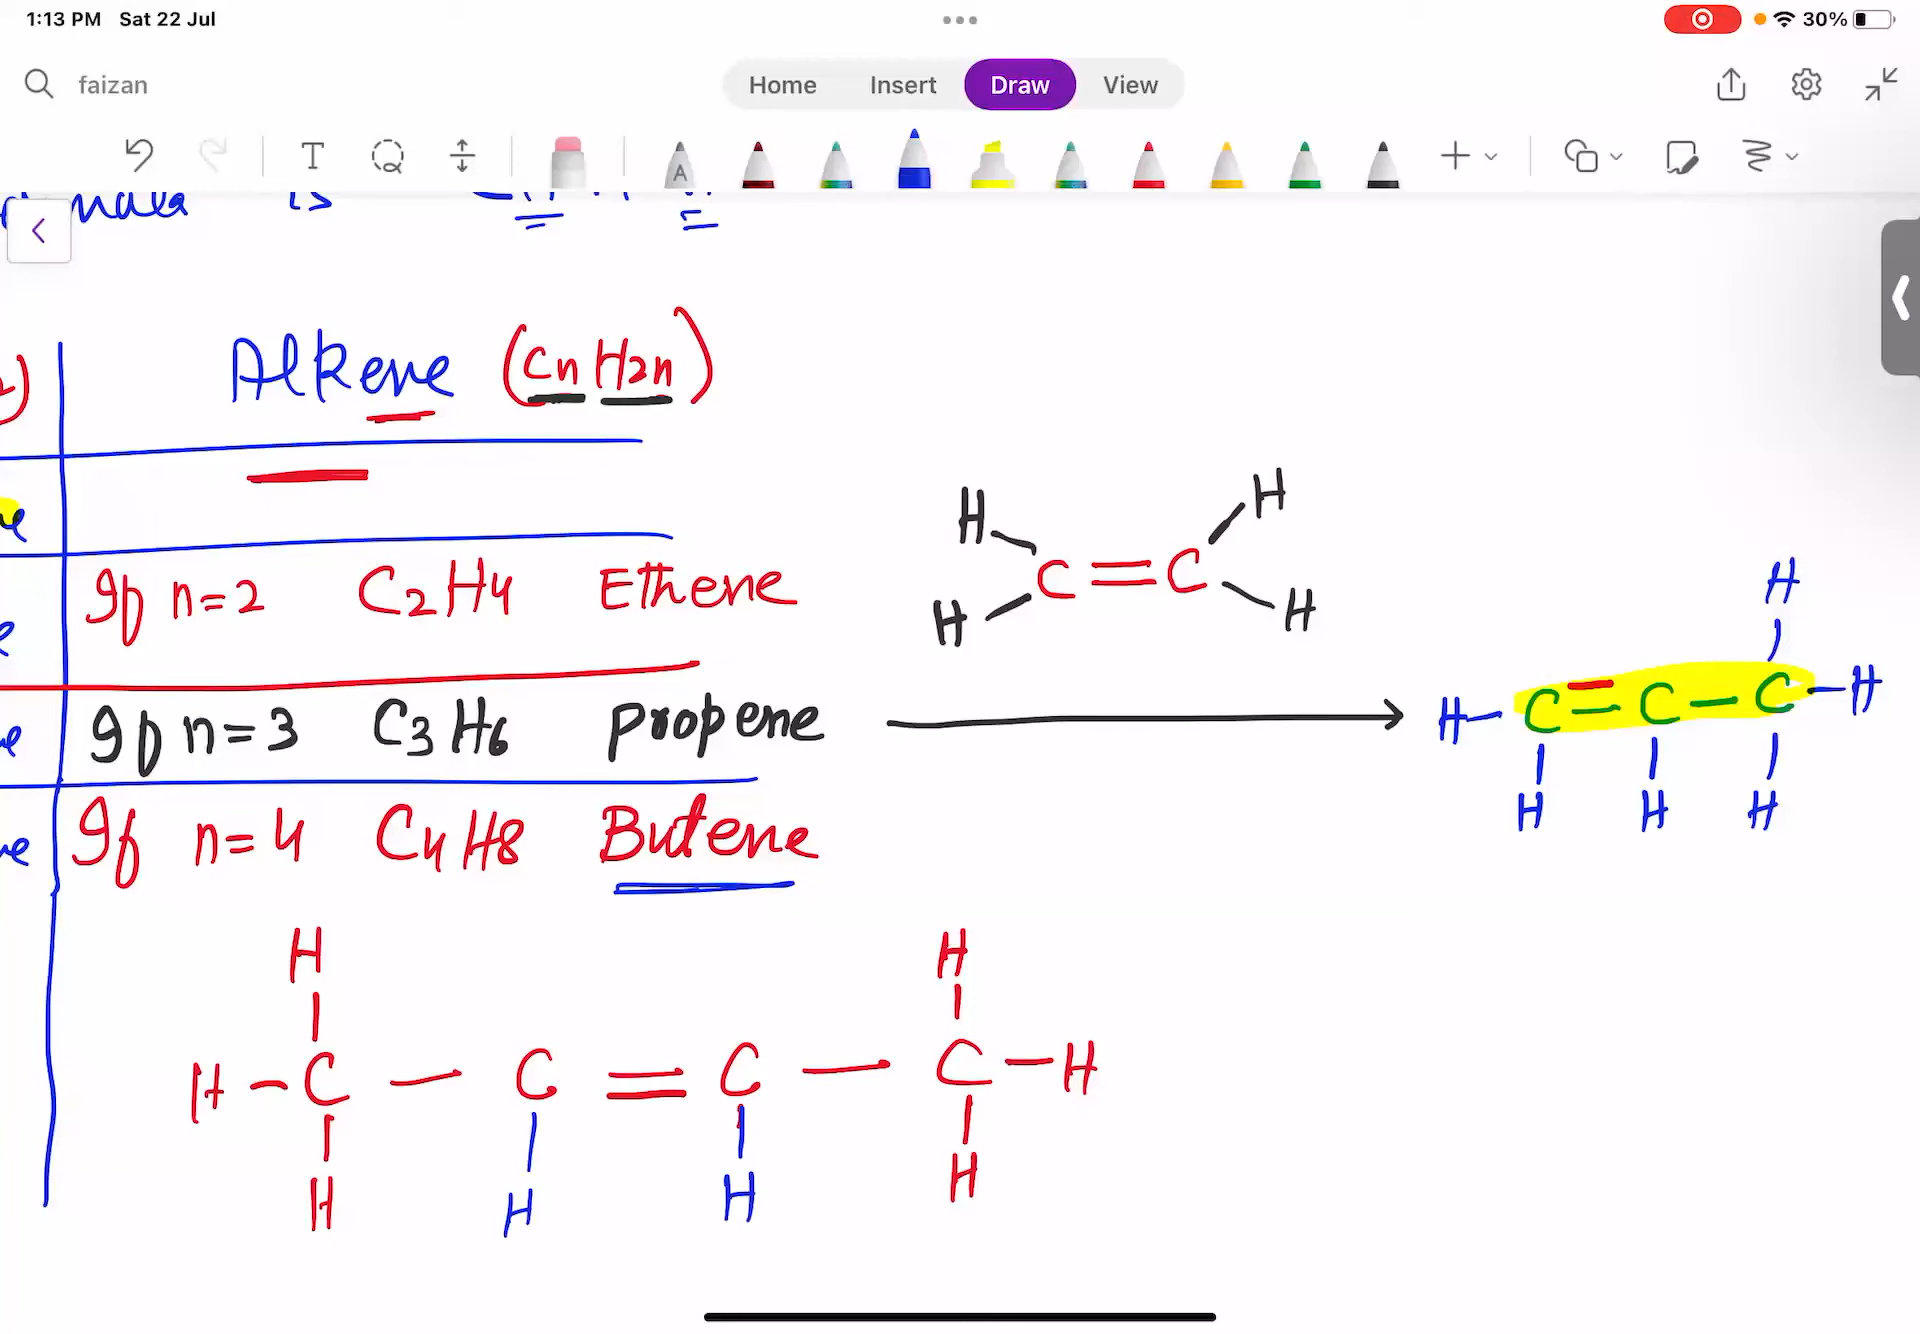 1:13 PM Sat 22 Jul
30%
faizan
Home Insert Draw View
T
A
is
Alkene (CnH2n)
If n=2 C2H4 Ethene
If n=3 C3H6 propene
If n=4 C4H8 Butene
H H
C=C
H H
H
H-C=C-C-H
H H H
H H
H-C-C=C-C-H
H H H H